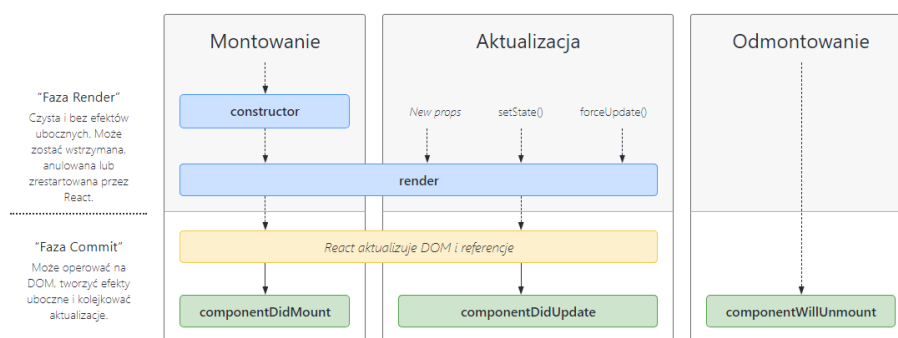 Montowanie
Aktualizacja
Odmontowanie
“Faza Render”
Czysta i bez efektów
ubocznych. Może
zostać wstrzymana,
anulowana lub
zrestartowana przez
React.
constructor
New props
setState()
forceUpdate()
render
“Faza Commit”
Może operować na
DOM, tworzyć efekty
uboczne i kolejkować
aktualizacje.
React aktualizuje DOM i referencje
componentDidMount
componentDidUpdate
componentWillUnmount